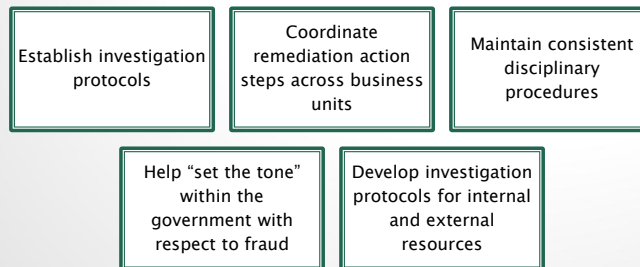 Establish investigation
protocols
Coordinate
remediation action
steps across business
units
Maintain consistent
disciplinary
procedures
Help “set the tone”
within the
government with
respect to fraud
Develop investigation
protocols for internal
and external
resources